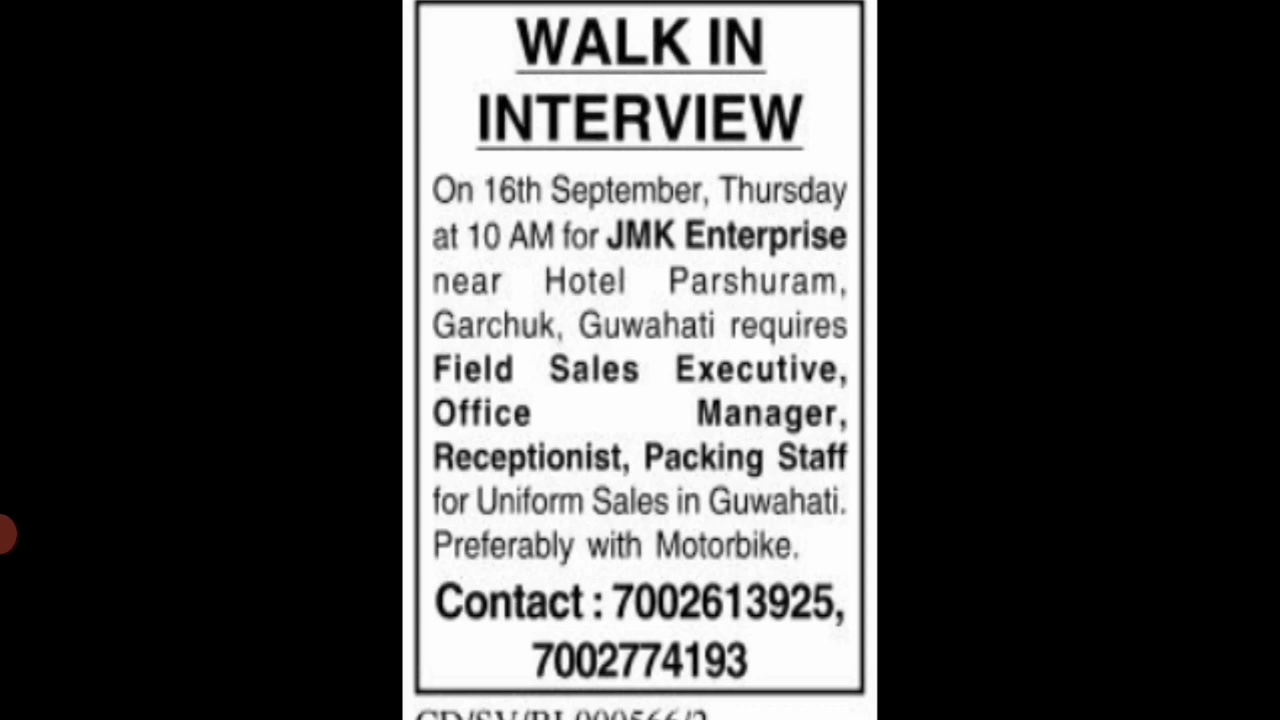 WALK IN
INTERVIEW
On 16th September, Thursday
at 10 AM for JMK Enterprise
near Hotel Parshuram,
Garchuk, Guwahati requires
Field Sales Executive,
Office Manager,
Receptionist, Packing Staff
for Uniform Sales in Guwahati.
Preferably with Motorbike.
Contact : 7002613925,
7002774193